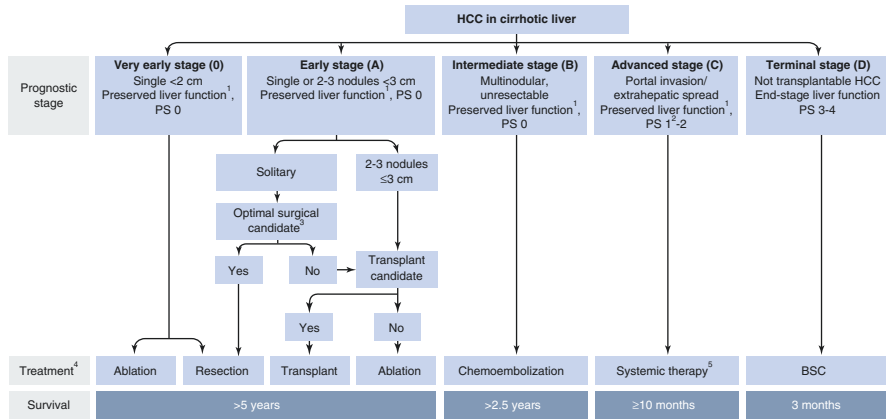 HCC in cirrhotic liver
Prognostic
stage
Very early stage (0)
Single <2 cm
Preserved liver function1,
PS 0
Early stage (A)
Single or 2-3 nodules <3 cm
Preserved liver function1, PS 0
Intermediate stage (B)
Multinodular,
unresectable
Preserved liver function1,
PS 0
Advanced stage (C)
Portal invasion/
extrahepatic spread
Preserved liver function1,
PS 12-2
Terminal stage (D)
Not transplantable HCC
End-stage liver function
PS 3-4
Solitary
2-3 nodules
≤3 cm
Optimal surgical
candidate3
Yes
No
Transplant
candidate
Yes
No
Treatment4
Ablation
Resection
Transplant
Ablation
Chemoembolization
Systemic therapy5
BSC
Survival
>5 years
>2.5 years
≥10 months
3 months